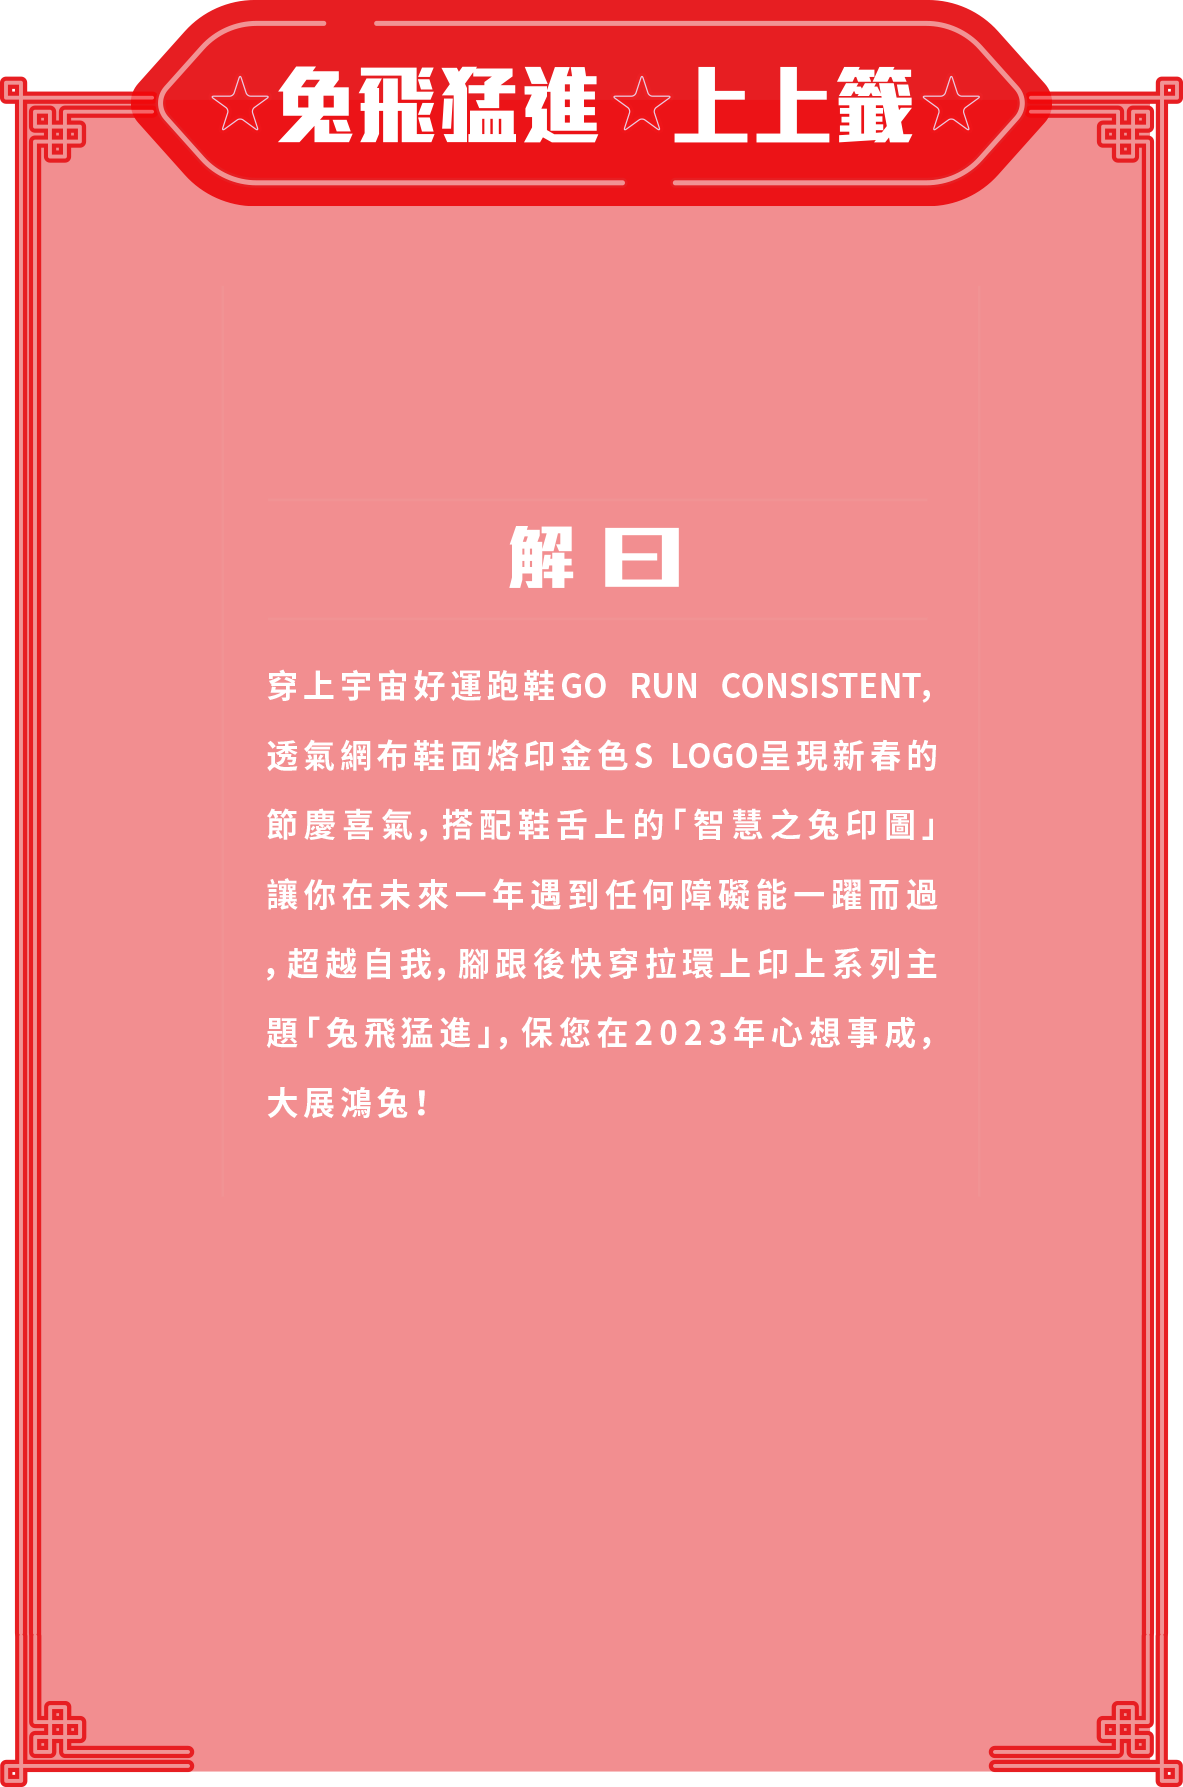 ☆兔飛猛進☆上上籤☆
解曰
穿上宇宙好運跑鞋GO RUN CONSISTENT,
透氣網布鞋面烙印金色S LOGO呈現新春的
節慶喜氣，搭配鞋舌上的「智慧之兔印圖」
讓你在未來一年遇到任何障礙能一躍而過
，超越自我，腳跟後快穿拉環上印上系列主
題「兔飛猛進」，保您在2023年心想事成，
大展鴻兔！